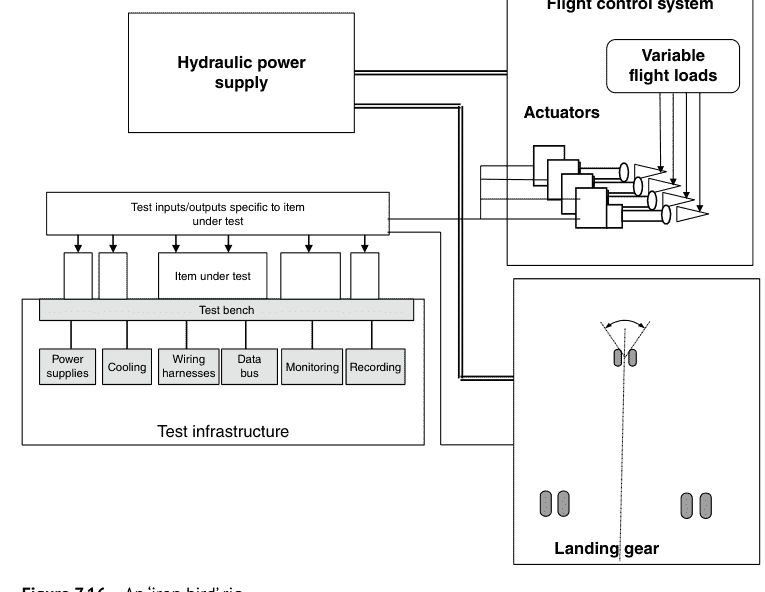 Flight control system
Hydraulic power
supply
Variable
flight loads
Actuators
Test inputs/outputs specific to item
under test
Item under test
Test bench
Power
supplies
Cooling
Wiring
harnesses
Data
bus
Monitoring
Recording
Test infrastructure
Landing gear
Figure 7.16 An ‘iron bird’ rig